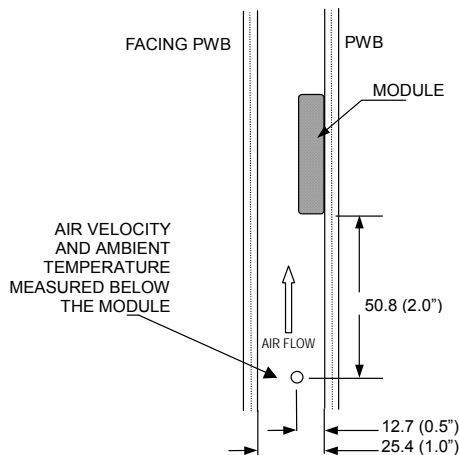 FACING PWB
PWB
MODULE
AIR VELOCITY
AND AMBIENT
TEMPERATURE
MEASURED BELOW
THE MODULE
AIR FLOW
50.8 (2.0”)
12.7 (0.5”)
25.4 (1.0”)